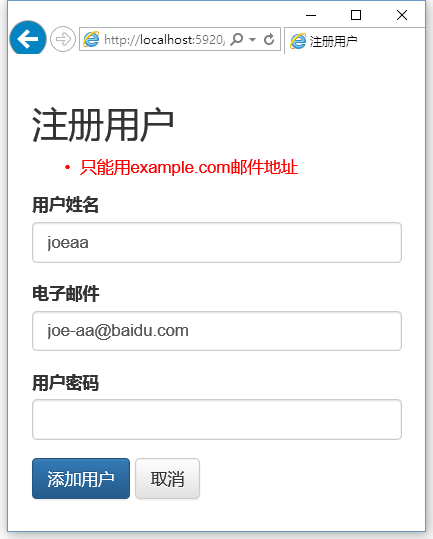 http://localhost:5920,
注册用户
注册用户
• 只能用example.com邮件地址
用户姓名
joeaa
电子邮件
joe-aa@baidu.com
用户密码
添加用户 取消